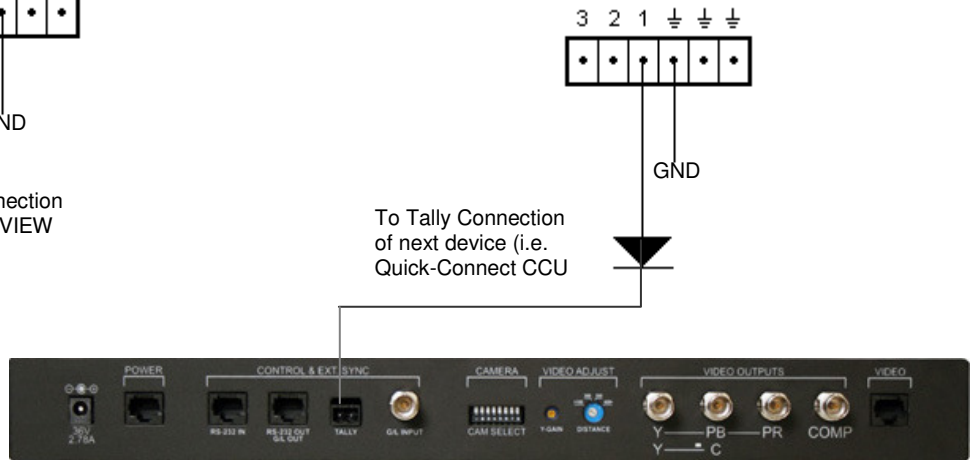 3 2 1
ND
GND
nection
VIEW
To Tally Connection
of next device (i.e.
Quick-Connect CCU
POWER
CONTROL & EXT. SYNC
CAMERA
VIDEO ADJUST
VIDEO OUTPUTS
VIDEO
36V
2.78A
RS-232 IN
RS-232 OUT
G/L OUT
TALLY
G/L INPUT
CAM SELECT
Y-GAIN
DISTANCE
Y PB PR COMP
Y C